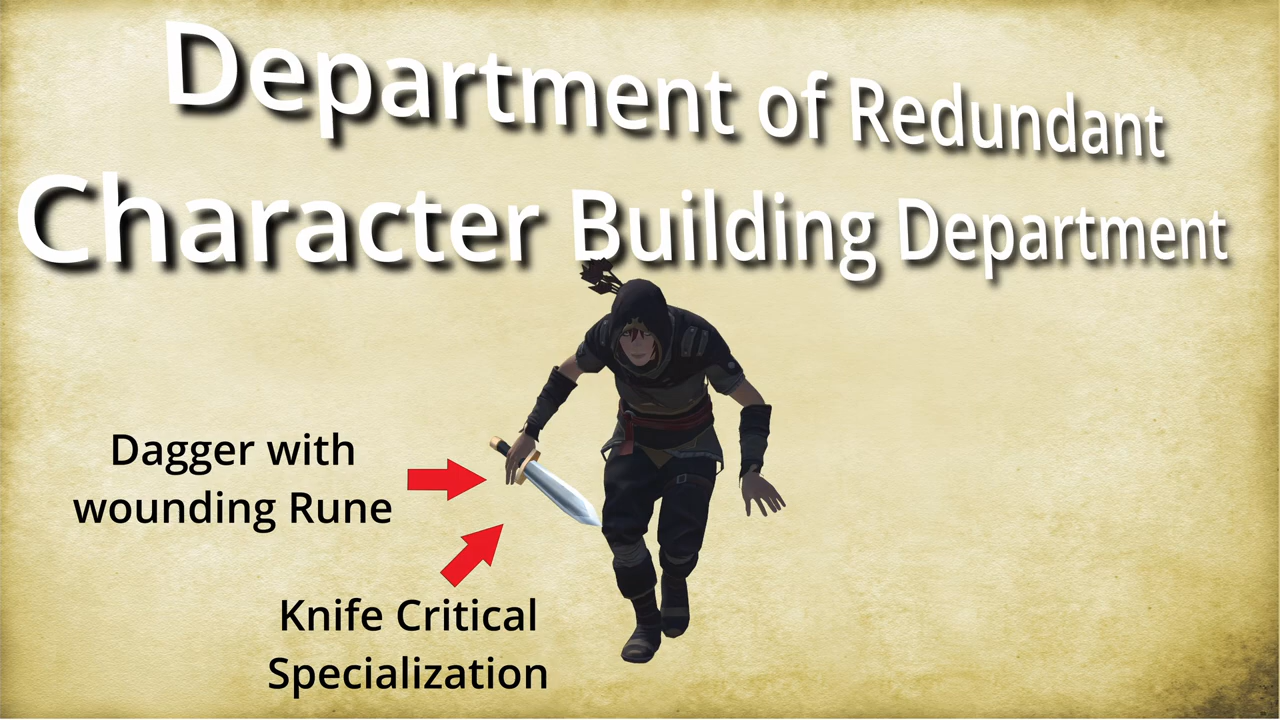 Department of Redundant
Character Building Department
Dagger with
wounding Rune
Knife Critical
Specialization